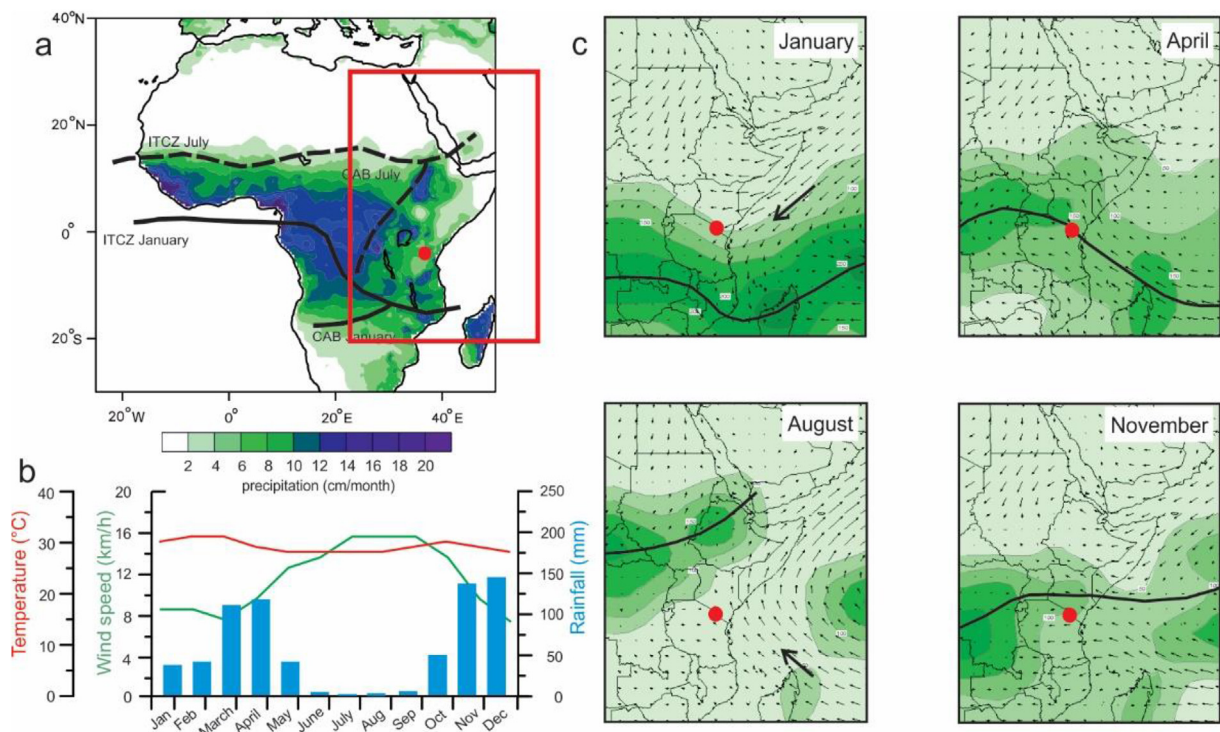 a
40°N
20°N
0°
20°S
20°W
0°
20°E
40°E
ITCZ July
CAB July
ITCZ January
CAB January
2 4 6 8 10 12 14 16 18 20
precipitation (cm/month)
b
Temperature (°C)
40
30
20
10
0
Wind speed (km/h)
20
16
12
8
4
0
250
200
150
100
50
0
Rainfall (mm)
Jan Feb March April May June July Aug Sep Oct Nov Dec
c
January
April
August
November